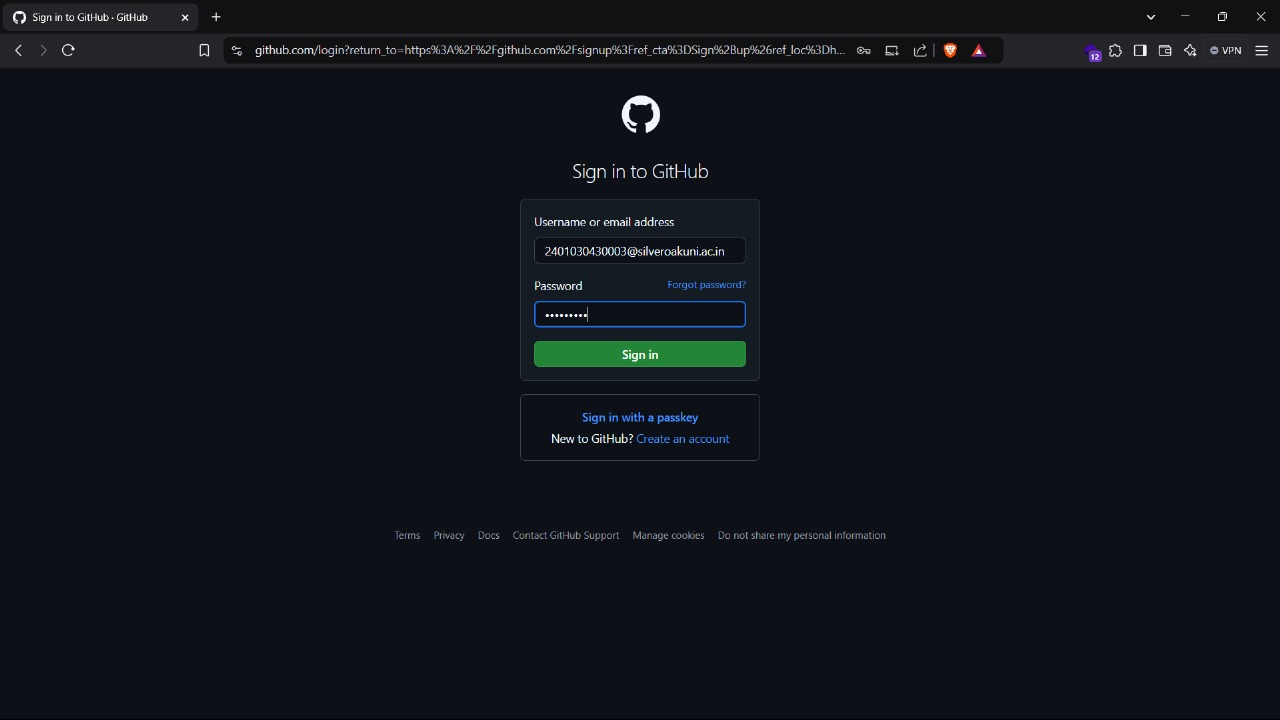 Sign in to GitHub · GitHub
github.com/login?return_to=https%3A%2F%2Fgithub.com%2Fsignup%3Fref_cta%3DSign%2Bup%26ref_loc%3Dh...
12
VPN
Sign in to GitHub
Username or email address
2401030430003@silveroakuni.ac.in
Password Forgot password?
•••••••••
Sign in
Sign in with a passkey
New to GitHub? Create an account
Terms Privacy Docs Contact GitHub Support Manage cookies Do not share my personal information